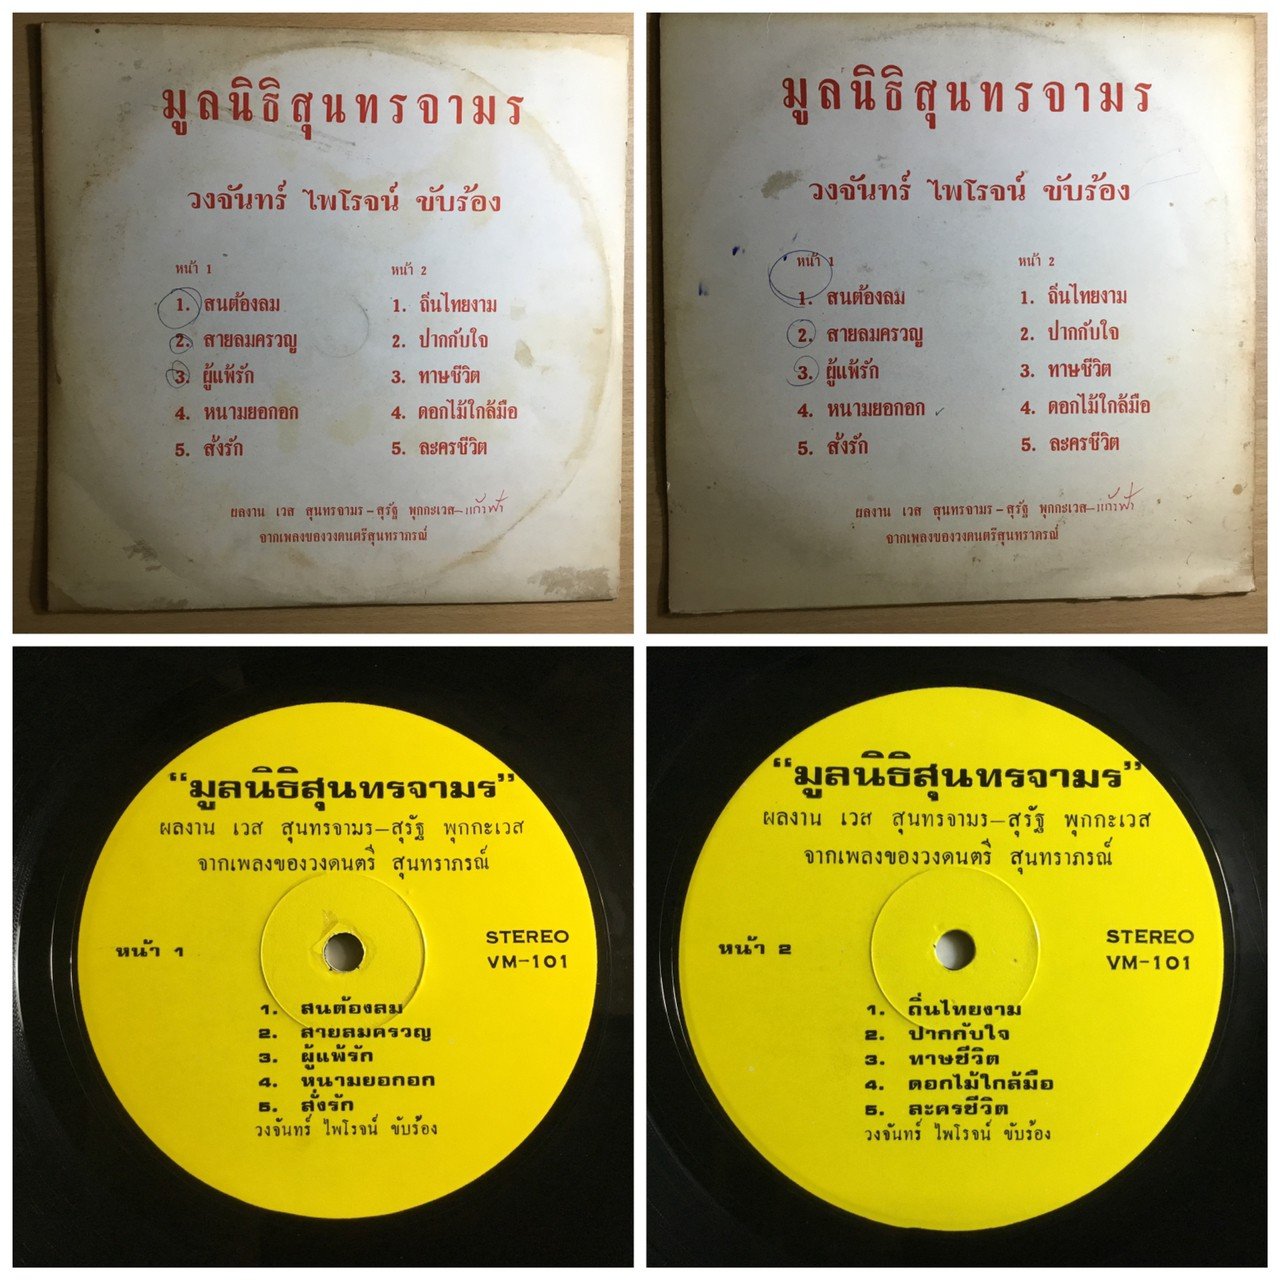 มูลนิธิสุนทรจามร
วงจันทร์ ไพโรจน์ ขับร้อง
หน้า 1
1. สนต้องลม
2. สายลมครวญ
3. ผู้แพ้รัก
4. หนามยอกอก
5. สั่งรัก
หน้า 2
1. ถิ่นไทยงาม
2. ปากกับใจ
3. ทาษชีวิต
4. ดอกไม้ใกล้มือ
5. ละครชีวิต
ผลงาน เวส สุนทรจามร-สุรัฐ พุกกะเวส-แก้วฟ้า
จากเพลงของวงดนตรีสุนทราภรณ์
มูลนิธิสุนทรจามร
วงจันทร์ ไพโรจน์ ขับร้อง
หน้า 1
1. สนต้องลม
2. สายลมครวญ
3. ผู้แพ้รัก
4. หนามยอกอก
5. สั่งรัก
หน้า 2
1. ถิ่นไทยงาม
2. ปากกับใจ
3. ทาษชีวิต
4. ดอกไม้ใกล้มือ
5. ละครชีวิต
ผลงาน เวส สุนทรจามร-สุรัฐ พุกกะเวส-แก้วฟ้า
จากเพลงของวงดนตรีสุนทราภรณ์
"มูลนิธิสุนทรจามร"
ผลงาน เวส สุนทรจามร-สุรัฐ พุกกะเวส
จากเพลงของวงดนตรี สุนทราภรณ์
หน้า 1
STEREO
VM-101
1. สนต้องลม
2. สายลมครวญ
3. ผู้แพ้รัก
4. หนามยอกอก
5. สั่งรัก
วงจันทร์ ไพโรจน์ ขับร้อง
"มูลนิธิสุนทรจามร"
ผลงาน เวส สุนทรจามร-สุรัฐ พุกกะเวส
จากเพลงของวงดนตรี สุนทราภรณ์
หน้า 2
STEREO
VM-101
1. ถิ่นไทยงาม
2. ปากกับใจ
3. ทาษชีวิต
4. ดอกไม้ใกล้มือ
5. ละครชีวิต
วงจันทร์ ไพโรจน์ ขับร้อง